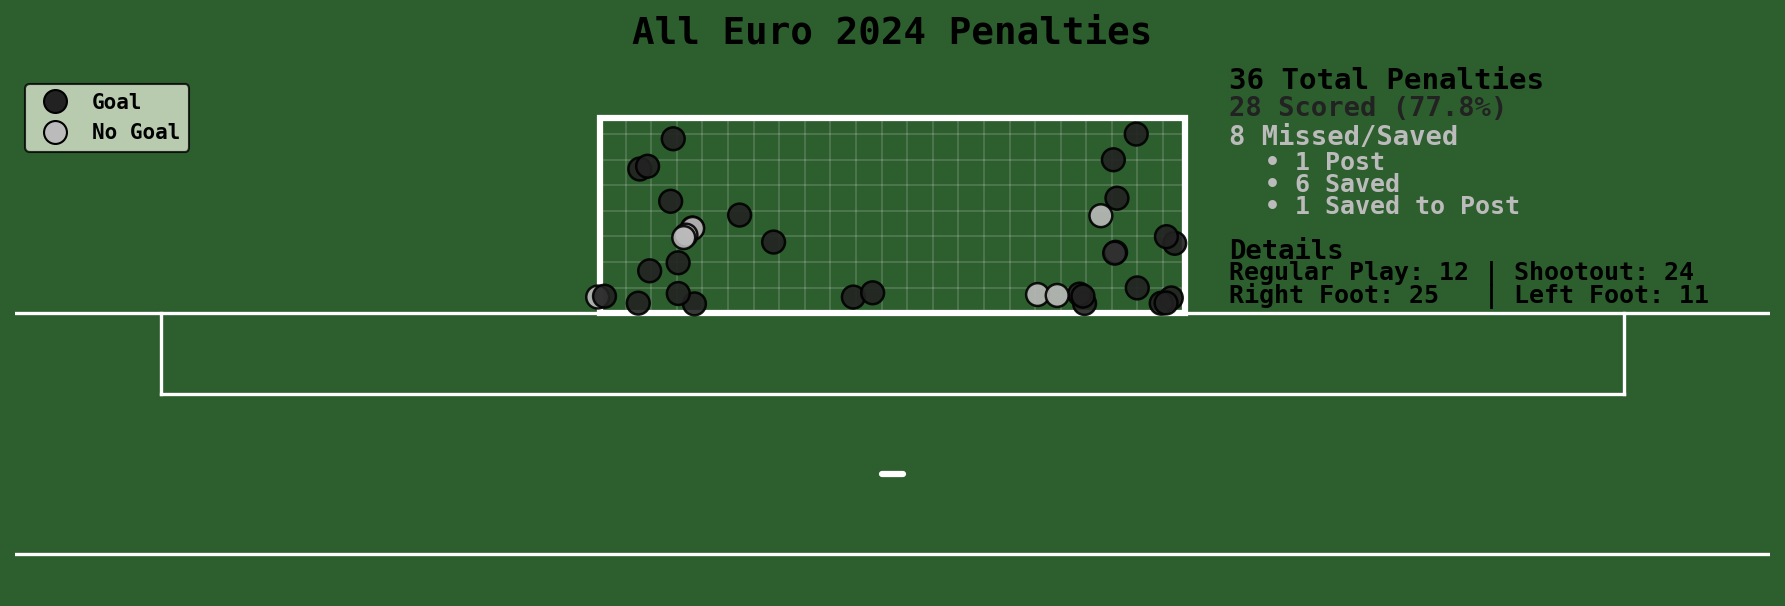 All Euro 2024 Penalties
Goal
No Goal
36 Total Penalties
28 Scored (77.8%)
8 Missed/Saved
• 1 Post
• 6 Saved
• 1 Saved to Post
Details
Regular Play: 12 | Shootout: 24
Right Foot: 25 | Left Foot: 11